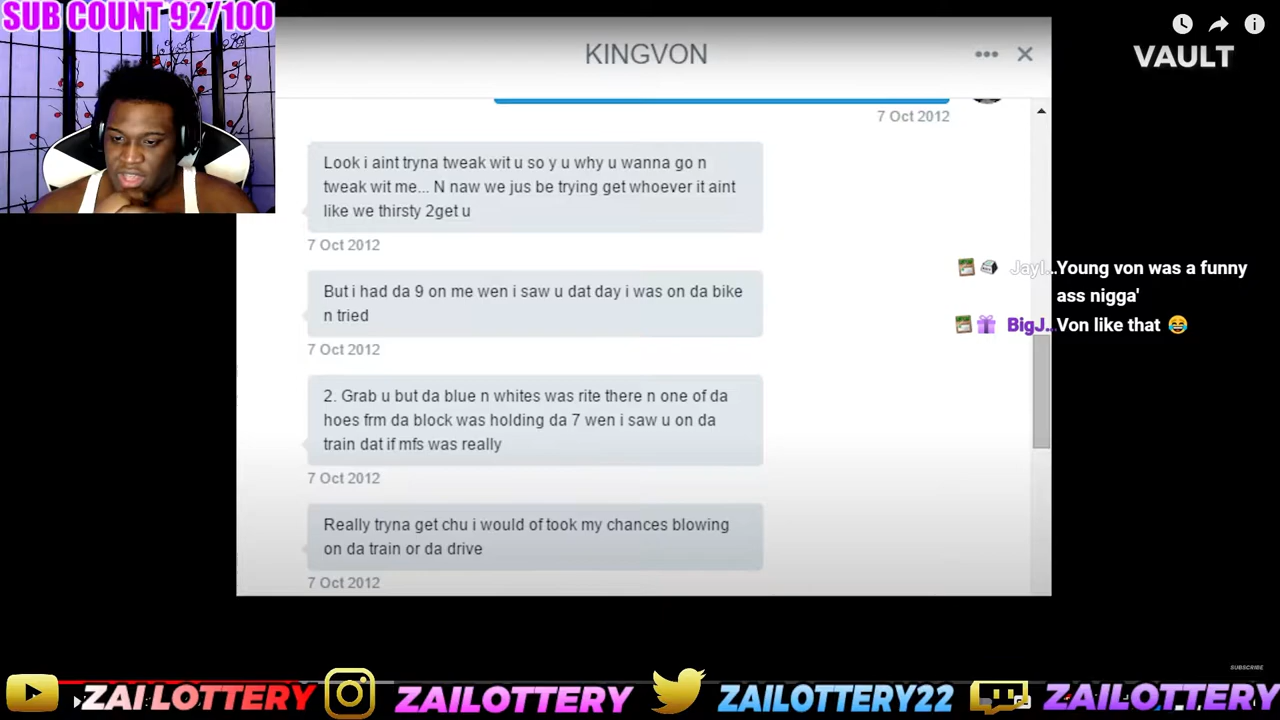 SUB COUNT 92/100
KINGVON
VAULT
7 Oct 2012
Look i aint tryna tweak wit u so y u why u wanna go n
tweak wit me... N naw we jus be trying get whoever it aint
like we thirsty 2get u
7 Oct 2012
But i had da 9 on me wen i saw u dat day i was on da bike
n tried
7 Oct 2012
2. Grab u but da blue n whites was rite there n one of da
hoes frm da block was holding da 7 wen i saw u on da
train dat if mfs was really
7 Oct 2012
Really tryna get chu i would of took my chances blowing
on da train or da drive
7 Oct 2012
JayI... Young von was a funny
ass nigga'
BigJ... Von like that 😂
SUBSCRIBE
ZAILOTTERY
ZAILOTTERY
ZAILOTTERY22
ZAILOTTERY